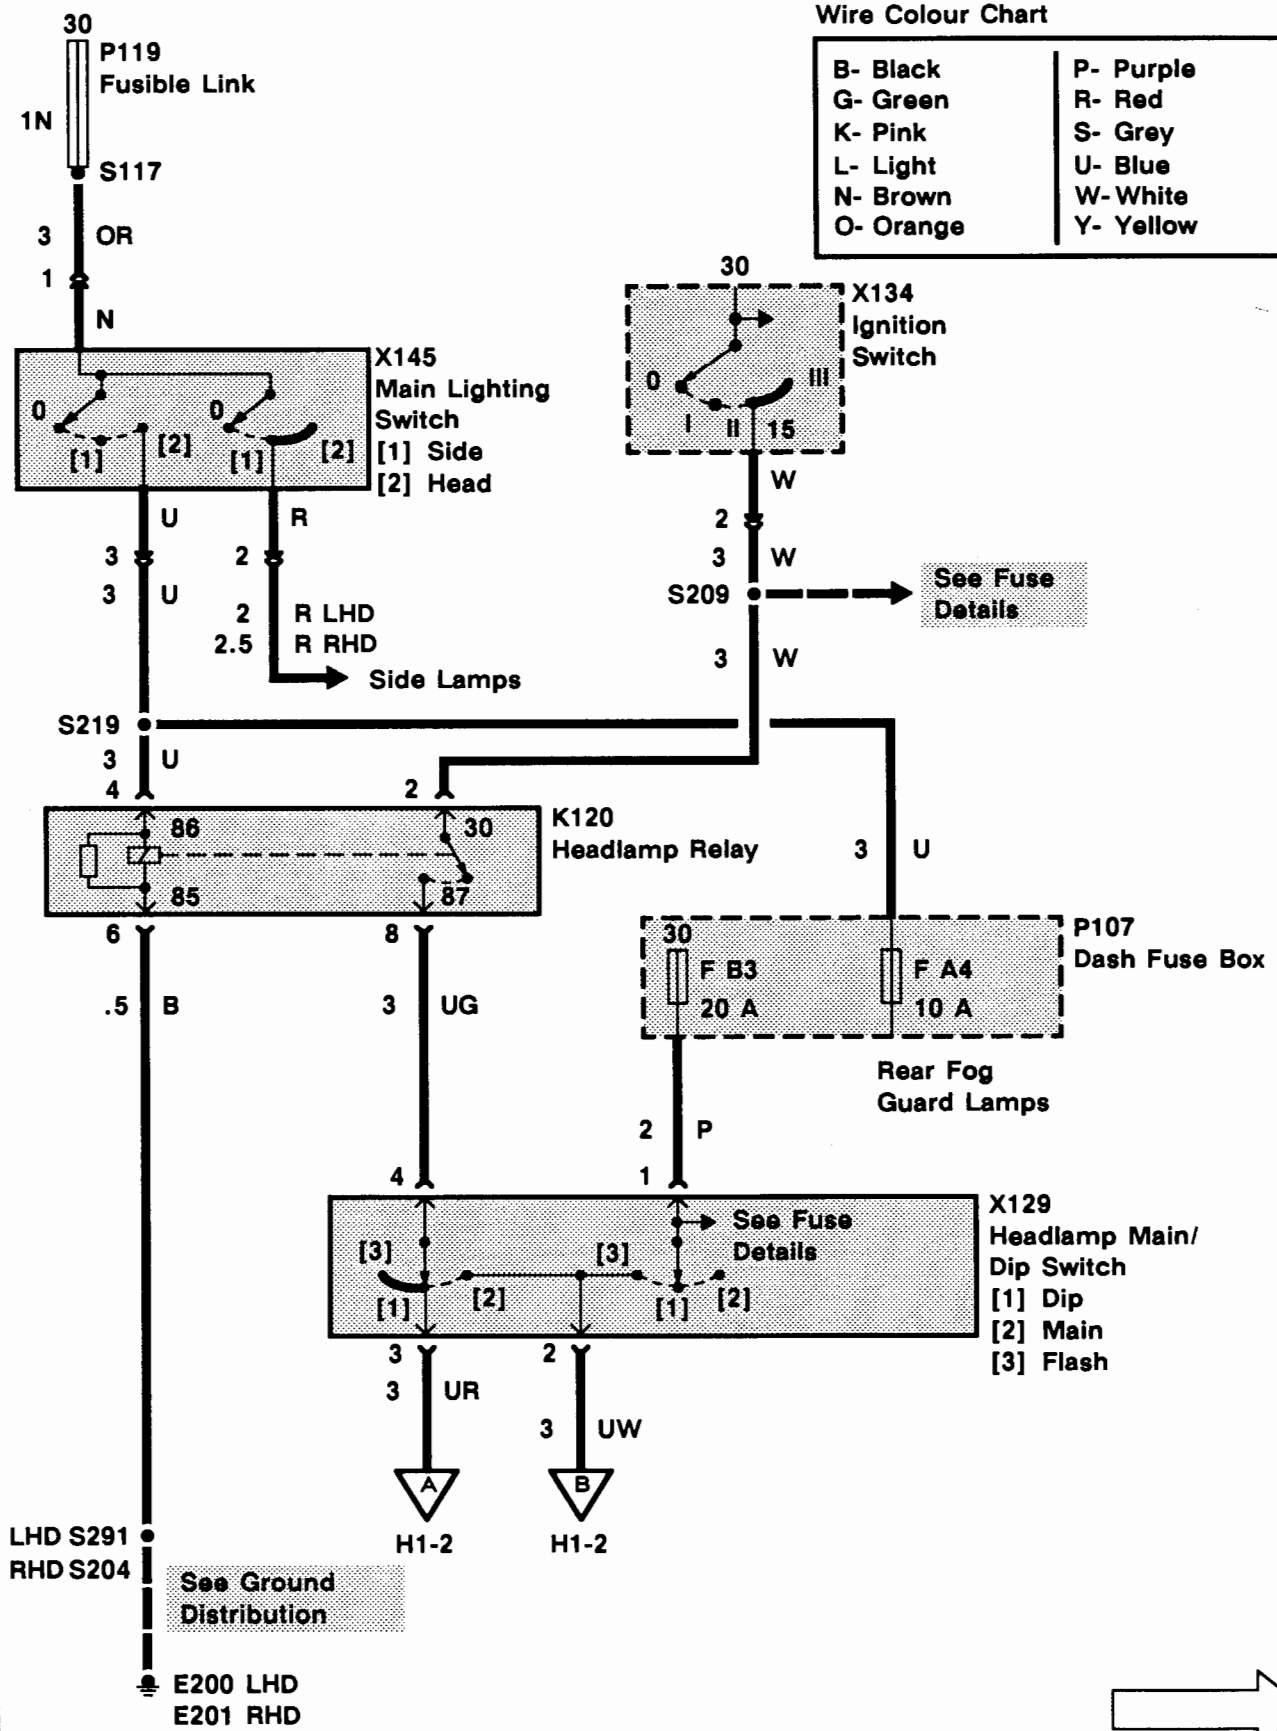 Wire Colour Chart
B- Black
G- Green
K- Pink
L- Light
N- Brown
O- Orange
P- Purple
R- Red
S- Grey
U- Blue
W- White
Y- Yellow
30
P119
Fusible Link
1N
S117
3 OR
1
N
X145
Main Lighting
Switch
[1] Side
[2] Head
0
[1]
[2]
0
[1]
[2]
30
X134
Ignition
Switch
0
I
II
III
15
U
R
W
3
2
2
3 U
3 W
2 R LHD
2.5 R RHD
Side Lamps
S209
See Fuse
Details
3 W
S219
3 U
4
2
K120
Headlamp Relay
86
30
85
87
3 U
6
8
P107
Dash Fuse Box
30
F B3
20 A
F A4
10 A
.5 B
3 UG
Rear Fog
Guard Lamps
2 P
4
1
X129
Headlamp Main/
Dip Switch
[1] Dip
[2] Main
[3] Flash
See Fuse
Details
[3]
[1]
[2]
[3]
[1]
[2]
3
2
3 UR
3 UW
A
B
H1-2
H1-2
LHD S291
RHD S204
See Ground
Distribution
E200 LHD
E201 RHD